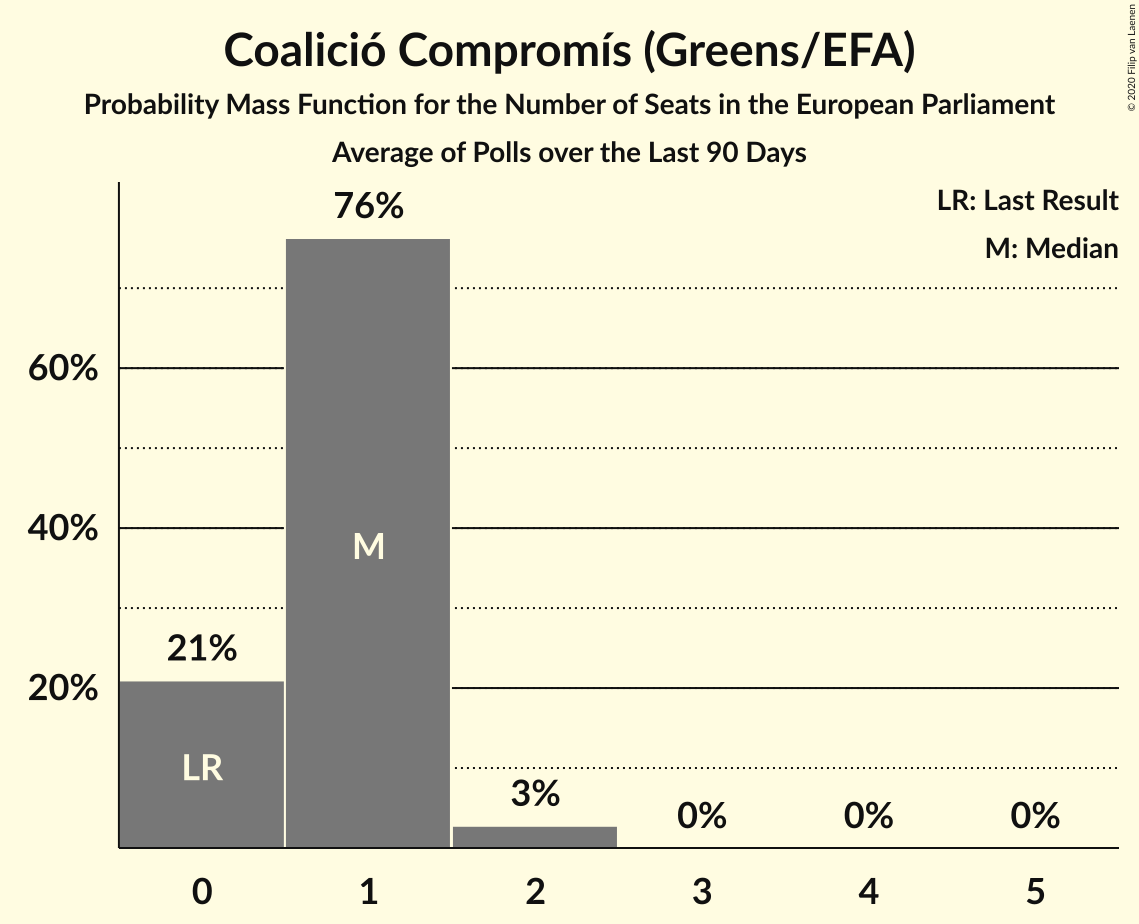 Coalició Compromís (Greens/EFA)
Probability Mass Function for the Number of Seats in the European Parliament
Average of Polls over the Last 90 Days
© 2020 Filip van Laenen
LR: Last Result
M: Median
76%
60%
40%
20%
21%
3%
0%
0%
0%
M
LR
0
1
2
3
4
5